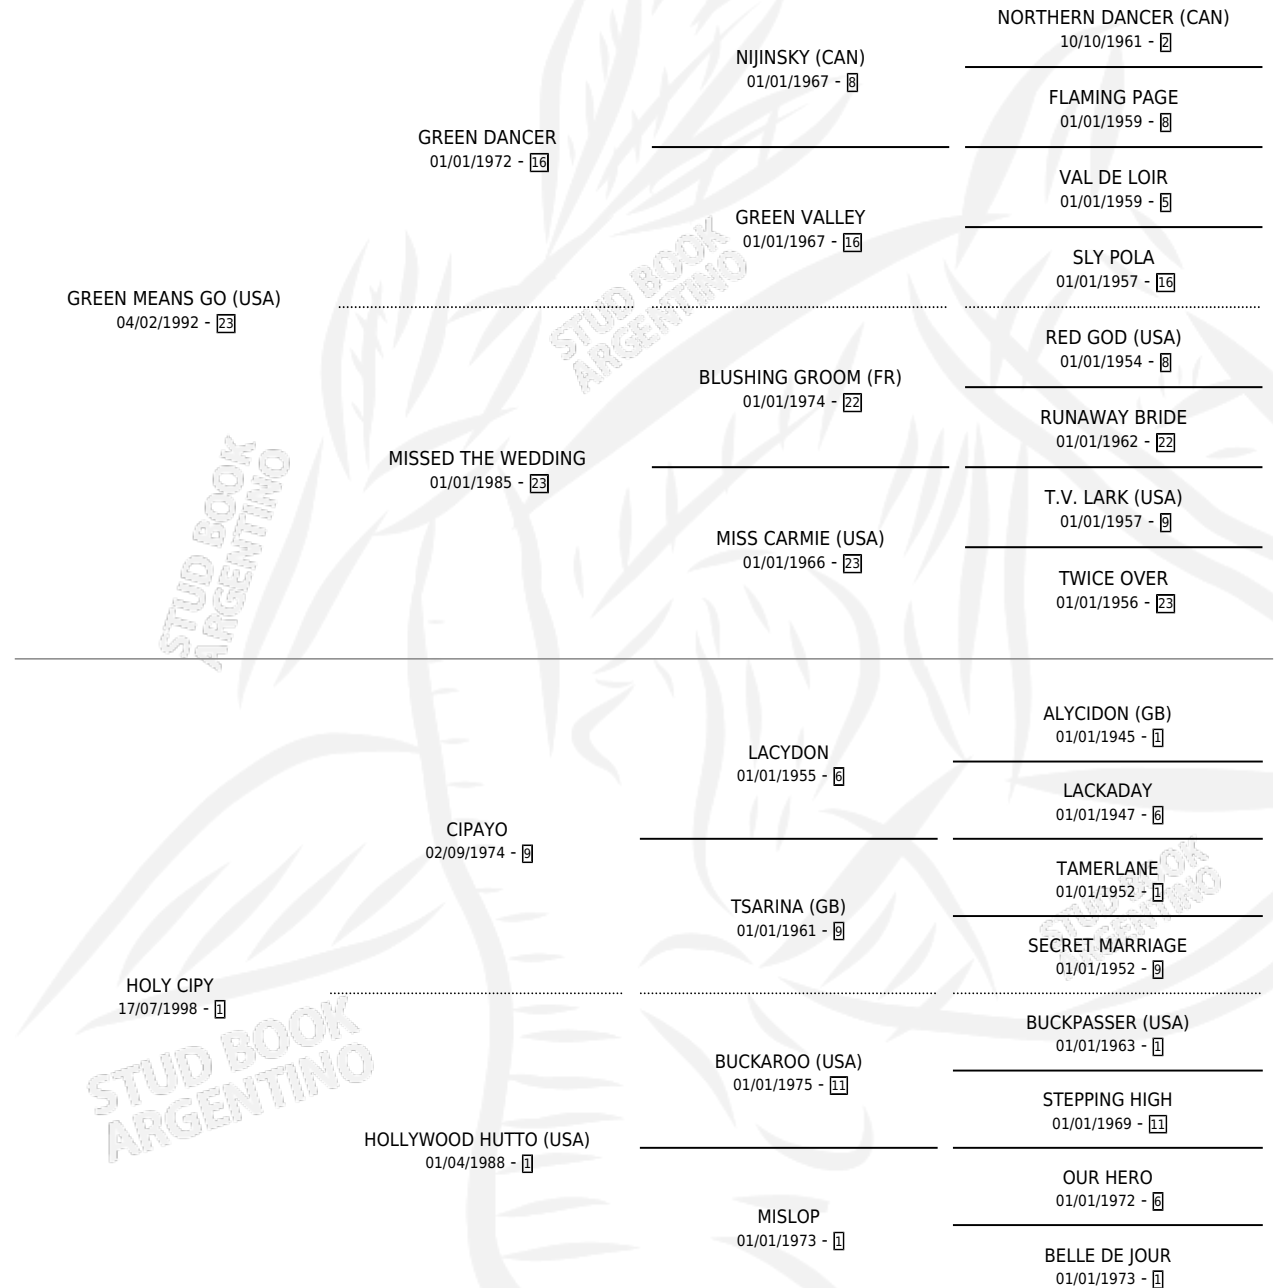 NORTHERN DANCER (CAN)
10/10/1961 - 2
NIJINSKY (CAN)
01/01/1967 - 8
FLAMING PAGE
01/01/1959 - 8
GREEN DANCER
01/01/1972 - 16
VAL DE LOIR
01/01/1959 - 5
GREEN VALLEY
01/01/1967 - 16
SLY POLA
01/01/1957 - 16
GREEN MEANS GO (USA)
04/02/1992 - 23
RED GOD (USA)
01/01/1954 - 8
BLUSHING GROOM (FR)
01/01/1974 - 22
RUNAWAY BRIDE
01/01/1962 - 22
MISSED THE WEDDING
01/01/1985 - 23
T.V. LARK (USA)
01/01/1957 - 9
MISS CARMIE (USA)
01/01/1966 - 23
TWICE OVER
01/01/1956 - 23
ALYCIDON (GB)
01/01/1945 - 1
LACYDON
01/01/1955 - 6
LACKADAY
01/01/1947 - 6
CIPAYO
02/09/1974 - 9
TAMERLANE
01/01/1952 - 1
TSARINA (GB)
01/01/1961 - 9
SECRET MARRIAGE
01/01/1952 - 9
HOLY CIPY
17/07/1998 - 1
BUCKPASSER (USA)
01/01/1963 - 1
BUCKAROO (USA)
01/01/1975 - 11
STEPPING HIGH
01/01/1969 - 11
HOLLYWOOD HUTTO (USA)
01/04/1988 - 1
OUR HERO
01/01/1972 - 6
MISLOP
01/01/1973 - 1
BELLE DE JOUR
01/01/1973 - 1
STUD BOOK
ARGENTINO
STUD BOOK
ARGENTINO
STUD BOOK
ARGENTINO
STUD BOOK
ARGENTINO